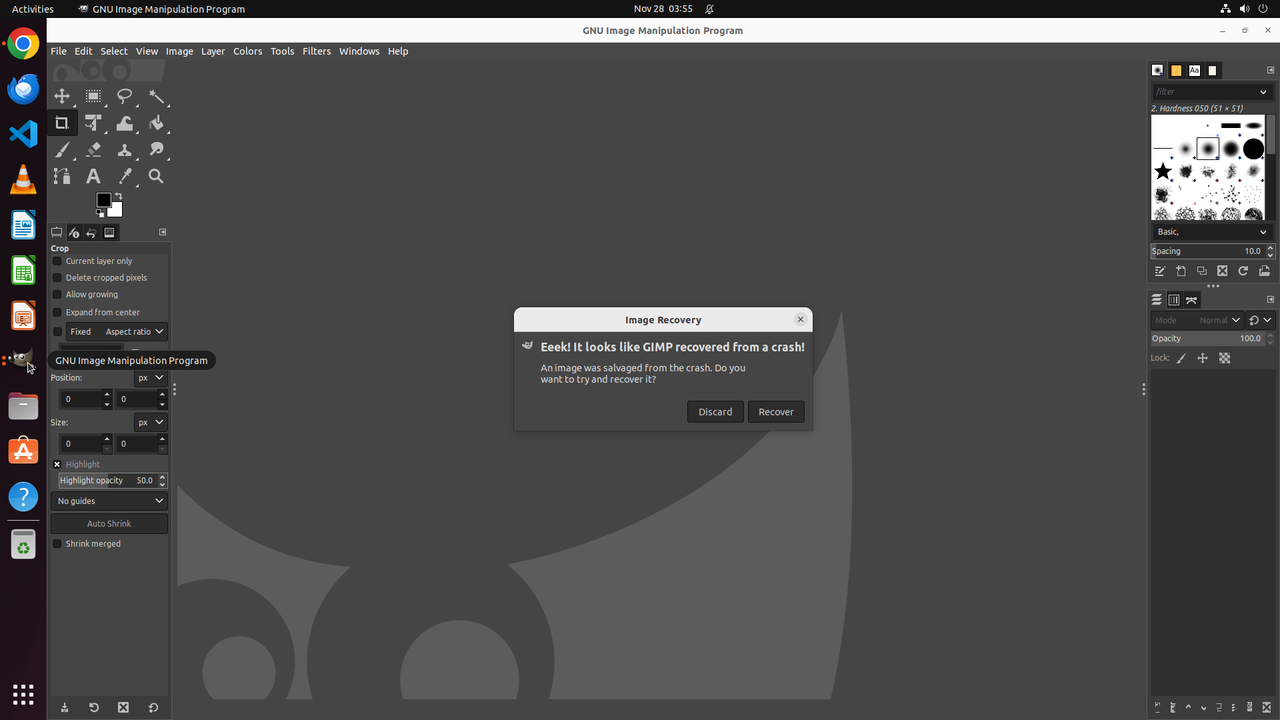 Activities
GNU Image Manipulation Program
Nov 28 03:55
GNU Image Manipulation Program
File Edit Select View Image Layer Colors Tools Filters Windows Help
filter
2. Hardness 050 (51 × 51)
Basic,
Spacing 10.0
Mode Normal
Opacity 100.0
Lock:
Crop
Current layer only
Delete cropped pixels
Allow growing
Expand from center
Fixed Aspect ratio
GNU Image Manipulation Program
Position: px
0 0
Size: px
0 0
Highlight
Highlight opacity 50.0
No guides
Auto Shrink
Shrink merged
Image Recovery
Eeek! It looks like GIMP recovered from a crash!
An image was salvaged from the crash. Do you
want to try and recover it?
Discard Recover